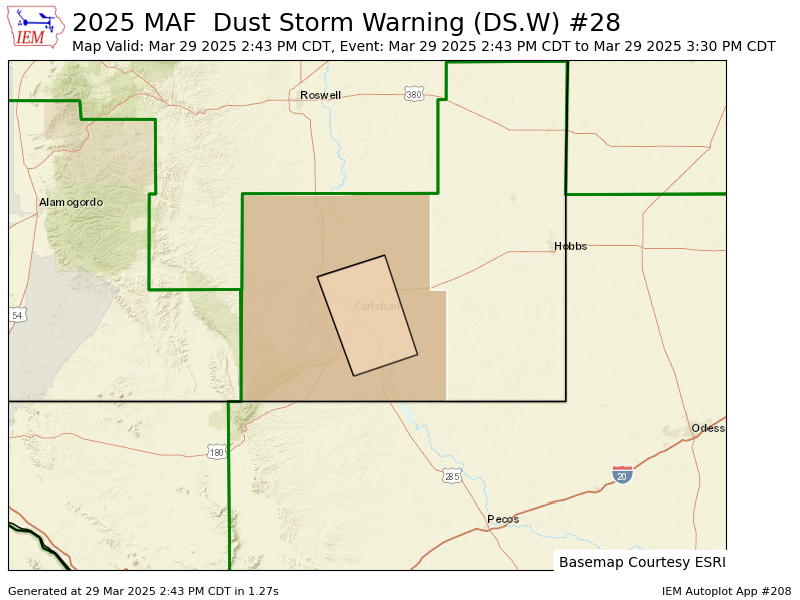 2025 MAF  Dust Storm Warning (DS.W) #28
Map Valid: Mar 29 2025 2:43 PM CDT, Event: Mar 29 2025 2:43 PM CDT to Mar 29 2025 3:30 PM CDT
IEM
Roswell
380
Alamogordo
Hobbs
Carlsbad
54
Odess
180
285
20
Pecos
Basemap Courtesy ESRI
Generated at 29 Mar 2025 2:43 PM CDT in 1.27s
IEM Autoplot App #208